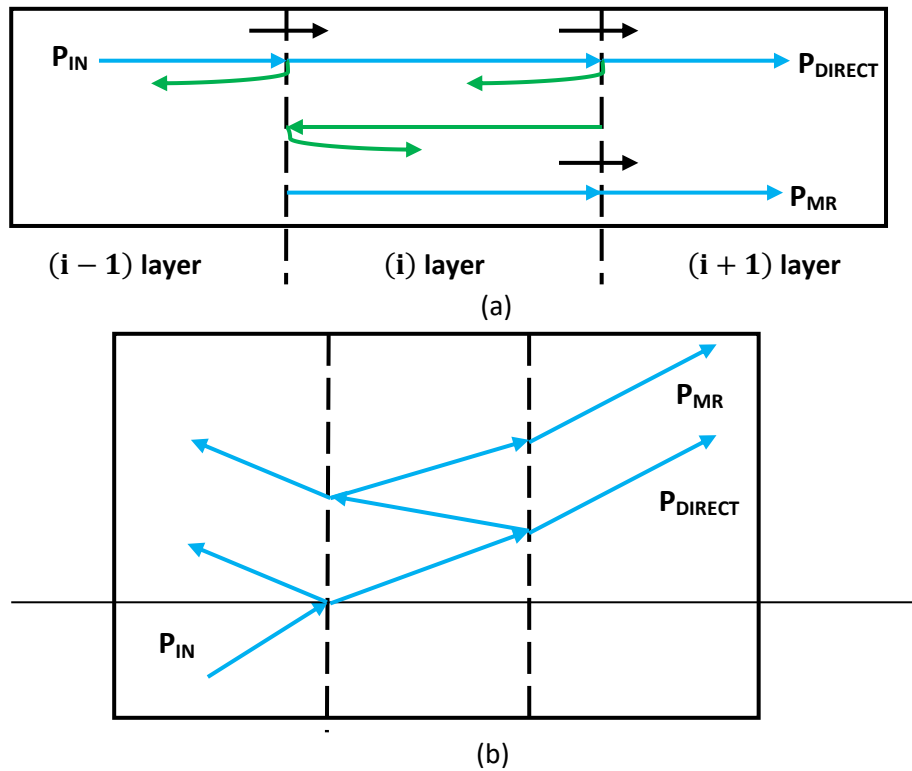 P_IN
P_DIRECT
P_MR
(i − 1) layer
(i) layer
(i + 1) layer
(a)
P_MR
P_DIRECT
P_IN
(b)